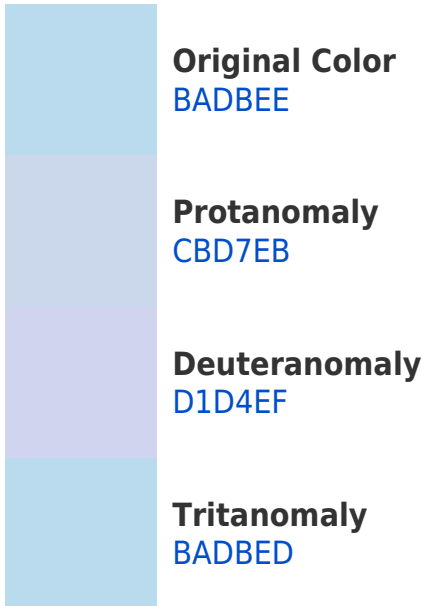 Original Color
BADBEE
Protanomaly
CBD7EB
Deuteranomaly
D1D4EF
Tritanomaly
BADBED